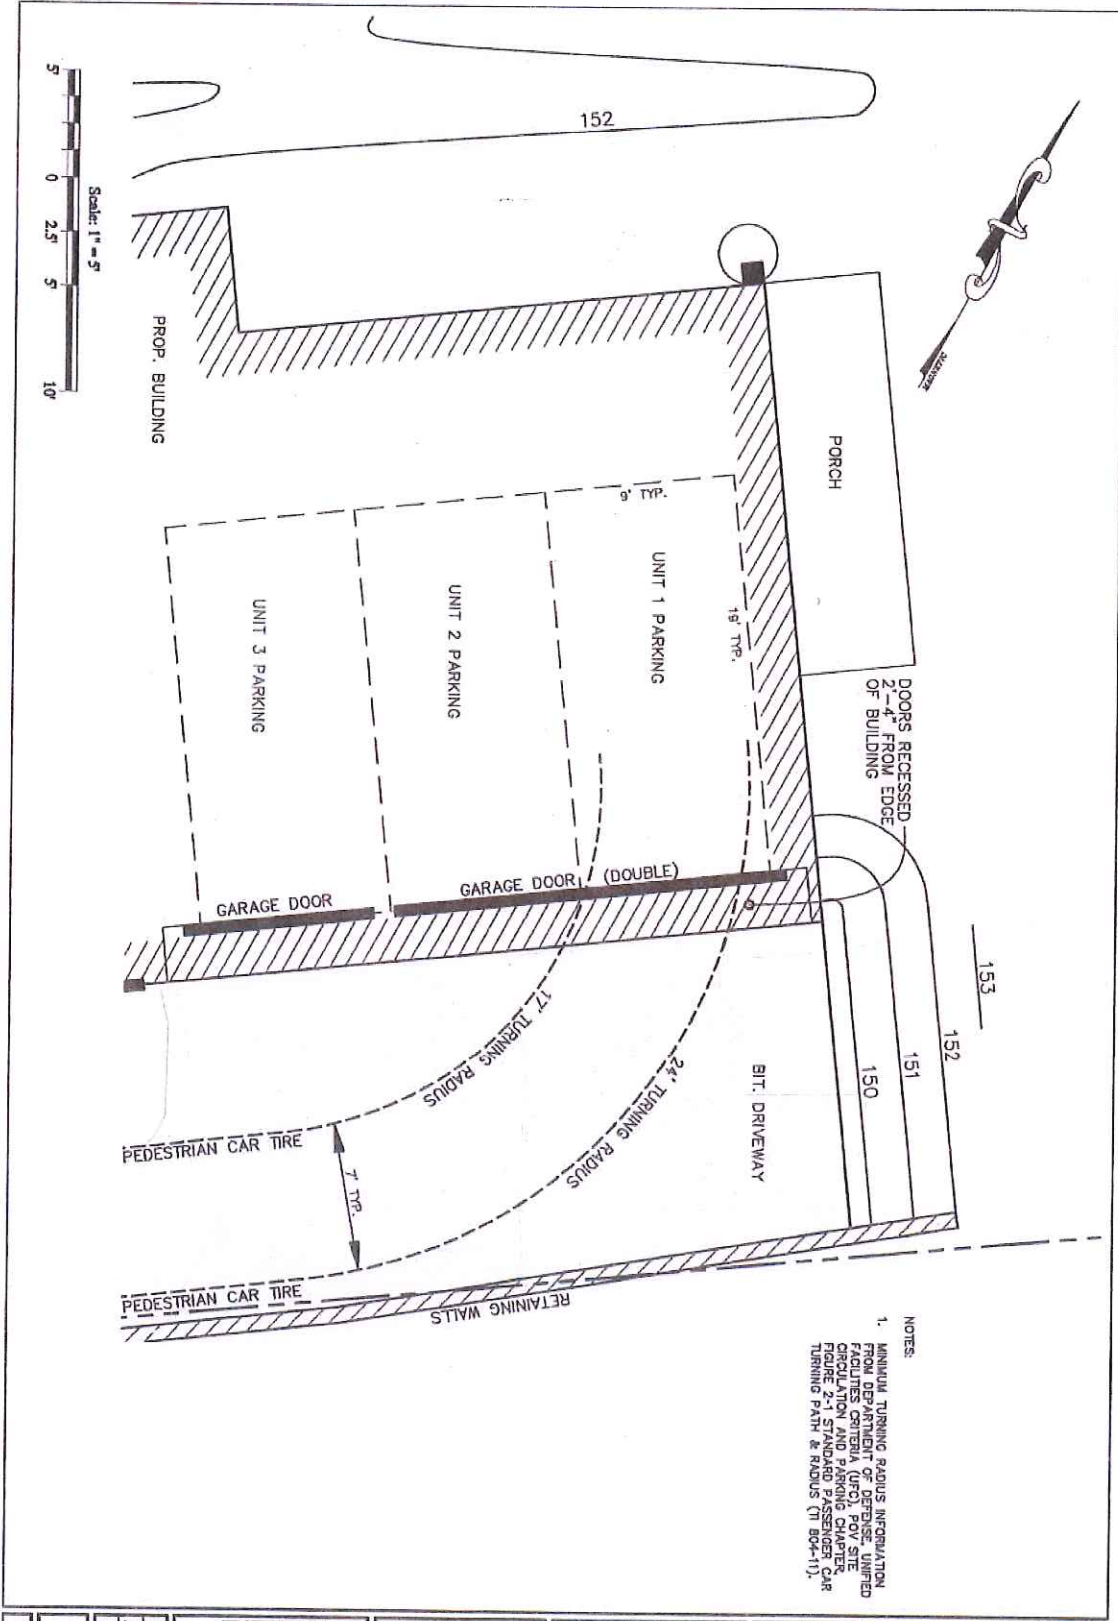 152
MAGNETIC
5'
0
2.5'
5'
10'
Scale: 1" = 5'
PROP. BUILDING
PORCH
9' TYP.
19' TYP.
UNIT 1 PARKING
UNIT 2 PARKING
UNIT 3 PARKING
DOORS RECESSED
2'-4" FROM EDGE
OF BUILDING
GARAGE DOOR
GARAGE DOOR (DOUBLE)
153
152
151
150
BIT. DRIVEWAY
17' TURNING RADIUS
24' TURNING RADIUS
PEDESTRIAN CAR TIRE
7' TYP.
PEDESTRIAN CAR TIRE
RETAINING WALLS
NOTES:
1. MINIMUM TURNING RADIUS INFORMATION
FROM DEPARTMENT OF DEFENSE, UNIFIED
FACILITIES CRITERIA (UFC), POV SITE
CIRCULATION AND PARKING CHAPTER,
FIGURE 2-1 STANDARD PASSENGER CAR
TURNING PATH & RADIUS (TI 804-11).